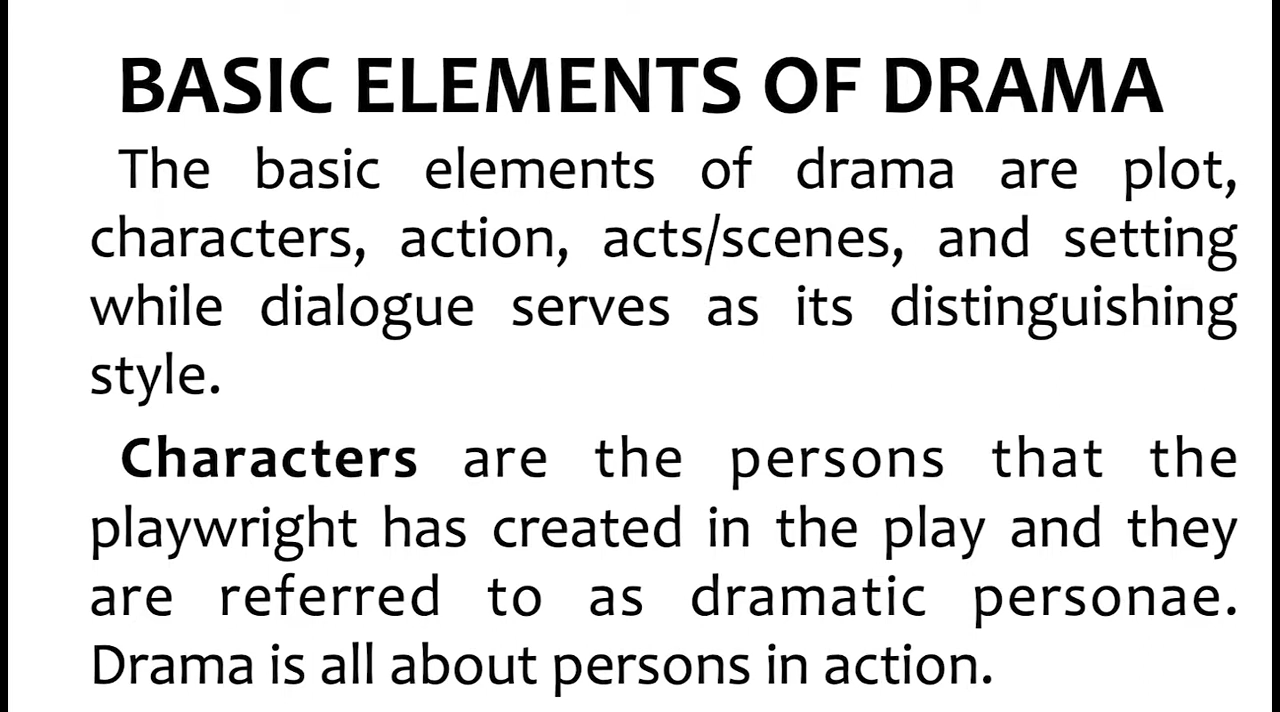 BASIC ELEMENTS OF DRAMA
The basic elements of drama are plot,
characters, action, acts/scenes, and setting
while dialogue serves as its distinguishing
style.
Characters are the persons that the
playwright has created in the play and they
are referred to as dramatic personae.
Drama is all about persons in action.